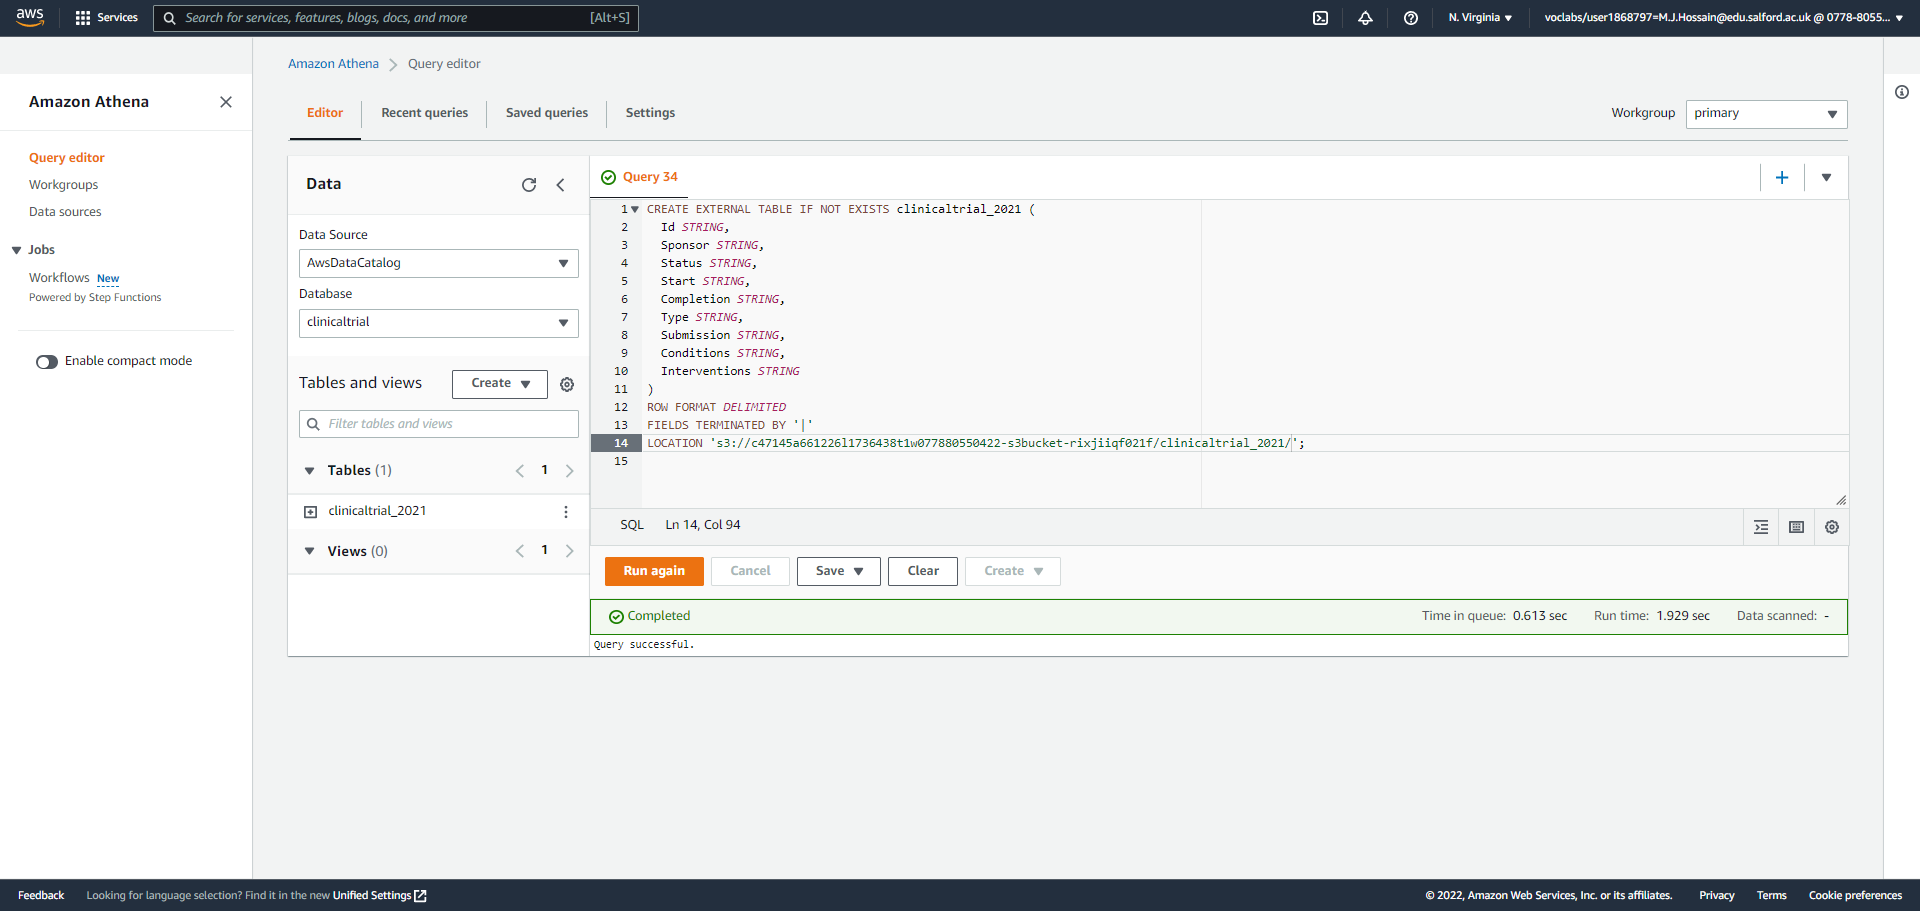 aws
Services
Search for services, features, blogs, docs, and more
[Alt+S]
N. Virginia
voclabs/user1868797=M.J.Hossain@edu.salford.ac.uk @ 0778-8055...
Amazon Athena
Query editor
Workgroups
Data sources
Jobs
Workflows New
Powered by Step Functions
Enable compact mode
Amazon Athena > Query editor
Editor
Recent queries
Saved queries
Settings
Workgroup
primary
Data
Data Source
AwsDataCatalog
Database
clinicaltrial
Tables and views
Create
Filter tables and views
Tables (1)
1
clinicaltrial_2021
Views (0)
1
Query 34
1 CREATE EXTERNAL TABLE IF NOT EXISTS clinicaltrial_2021 (
2 Id STRING,
3 Sponsor STRING,
4 Status STRING,
5 Start STRING,
6 Completion STRING,
7 Type STRING,
8 Submission STRING,
9 Conditions STRING,
10 Interventions STRING
11 )
12 ROW FORMAT DELIMITED
13 FIELDS TERMINATED BY '|'
14 LOCATION 's3://c47145a661226l1736438t1w077880550422-s3bucket-rixjiiqf021f/clinicaltrial_2021/';
15
SQL
Ln 14, Col 94
Run again
Cancel
Save
Clear
Create
Completed
Time in queue: 0.613 sec
Run time: 1.929 sec
Data scanned: -
Query successful.
Feedback
Looking for language selection? Find it in the new Unified Settings
© 2022, Amazon Web Services, Inc. or its affiliates.
Privacy
Terms
Cookie preferences